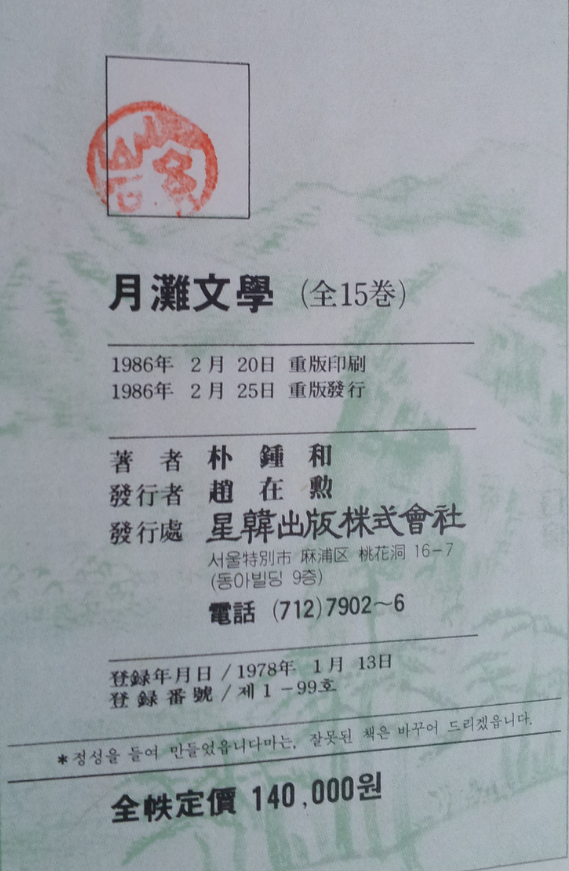 月灘文學 (全15巻)
1986年 2月 20日 重版印刷
1986年 2月 25日 重版發行
著者 朴鍾和
發行者 趙在勲
發行處 星韓出版株式會社
서울特別市 麻浦区 桃花洞 16-7
(동아빌딩 9층)
電話 (712)7902~6
登録年月日 / 1978年 1月 13日
登録番號 / 제1-99호
*정성을 들여 만들었읍니다마는, 잘못된 책은 바꾸어 드리겠읍니다.
全帙定價 140,000원